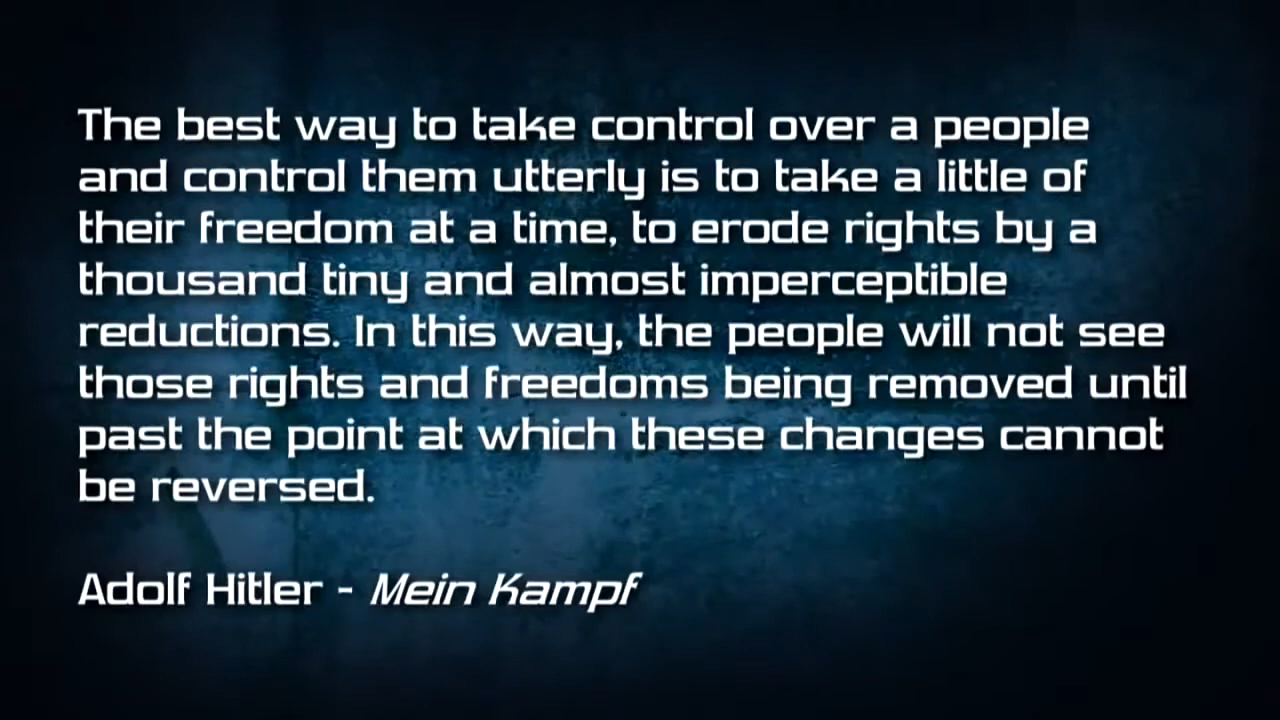 The best way to take control over a people
and control them utterly is to take a little of
their freedom at a time, to erode rights by a
thousand tiny and almost imperceptible
reductions. In this way, the people will not see
those rights and freedoms being removed until
past the point at which these changes cannot
be reversed.
Adolf Hitler - Mein Kampf